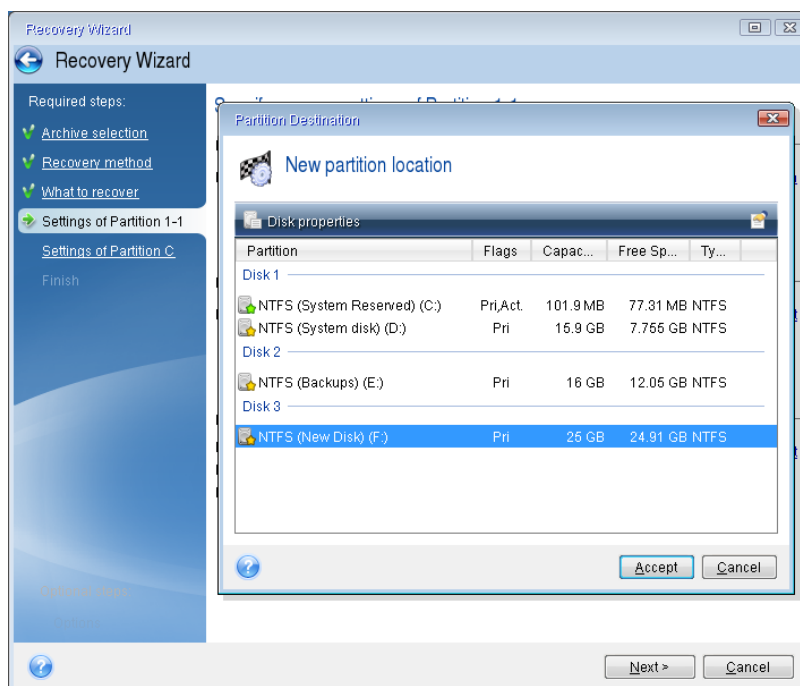 Recovery Wizard
Recovery Wizard
Required steps:
Archive selection
Recovery method
What to recover
Settings of Partition 1-1
Settings of Partition C
Finish
Partition Destination
New partition location
Disk properties
Partition Flags Capac... Free Sp... Ty...
Disk 1
NTFS (System Reserved) (C:) Pri,Act. 101.9 MB 77.31 MB NTFS
NTFS (System disk) (D:) Pri 15.9 GB 7.755 GB NTFS
Disk 2
NTFS (Backups) (E:) Pri 16 GB 12.05 GB NTFS
Disk 3
NTFS (New Disk) (F:) Pri 25 GB 24.91 GB NTFS
Accept Cancel
Next > Cancel